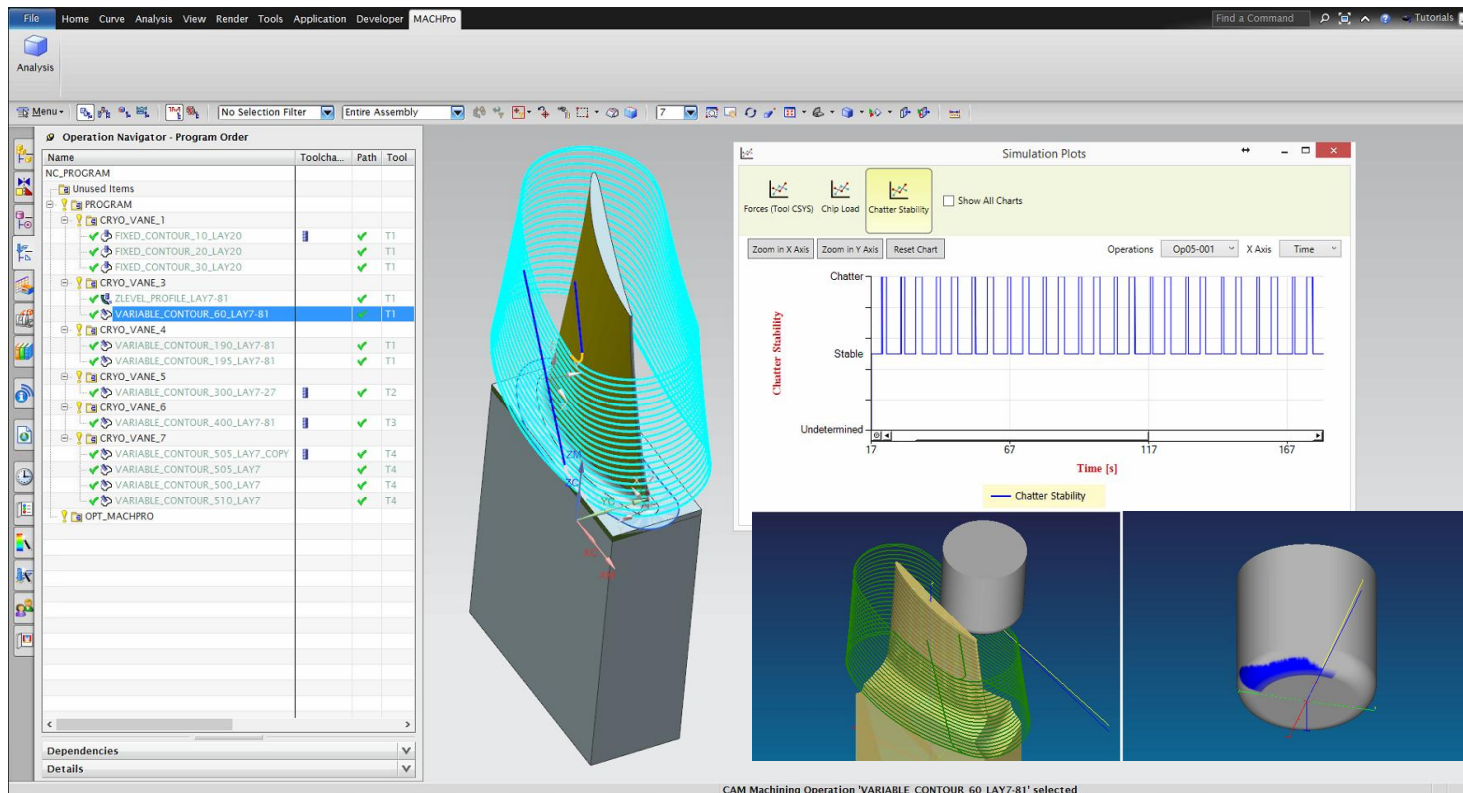 File Home Curve Analysis View Render Tools Application Developer MACHPro Find a Command Tutorials
Analysis
Menu No Selection Filter Entire Assembly 7
Operation Navigator - Program Order
Name Toolcha... Path Tool
NC_PROGRAM
Unused Items
PROGRAM
CRYO_VANE_1
FIXED_CONTOUR_10_LAY20 T1
FIXED_CONTOUR_20_LAY20 T1
FIXED_CONTOUR_30_LAY20 T1
CRYO_VANE_3
ZLEVEL_PROFILE_LAY7-81 T1
VARIABLE_CONTOUR_60_LAY7-81 T1
CRYO_VANE_4
VARIABLE_CONTOUR_190_LAY7-81 T1
VARIABLE_CONTOUR_195_LAY7-81 T1
CRYO_VANE_5
VARIABLE_CONTOUR_300_LAY7-27 T2
CRYO_VANE_6
VARIABLE_CONTOUR_400_LAY7-81 T3
CRYO_VANE_7
VARIABLE_CONTOUR_505_LAY7_COPY T4
VARIABLE_CONTOUR_505_LAY7 T4
VARIABLE_CONTOUR_500_LAY7 T4
VARIABLE_CONTOUR_510_LAY7 T4
OPT_MACHPRO
Dependencies
Details
ZM
ZC
YC
XC
Simulation Plots
Forces (Tool CSYS) Chip Load Chatter Stability Show All Charts
Zoom in X Axis Zoom in Y Axis Reset Chart Operations Op05-001 X Axis Time
Chatter
Stable
Undetermined
Chatter Stability
17 67 117 167
Time [s]
Chatter Stability
CAM Machining Operation 'VARIABLE_CONTOUR_60_LAY7-81' selected